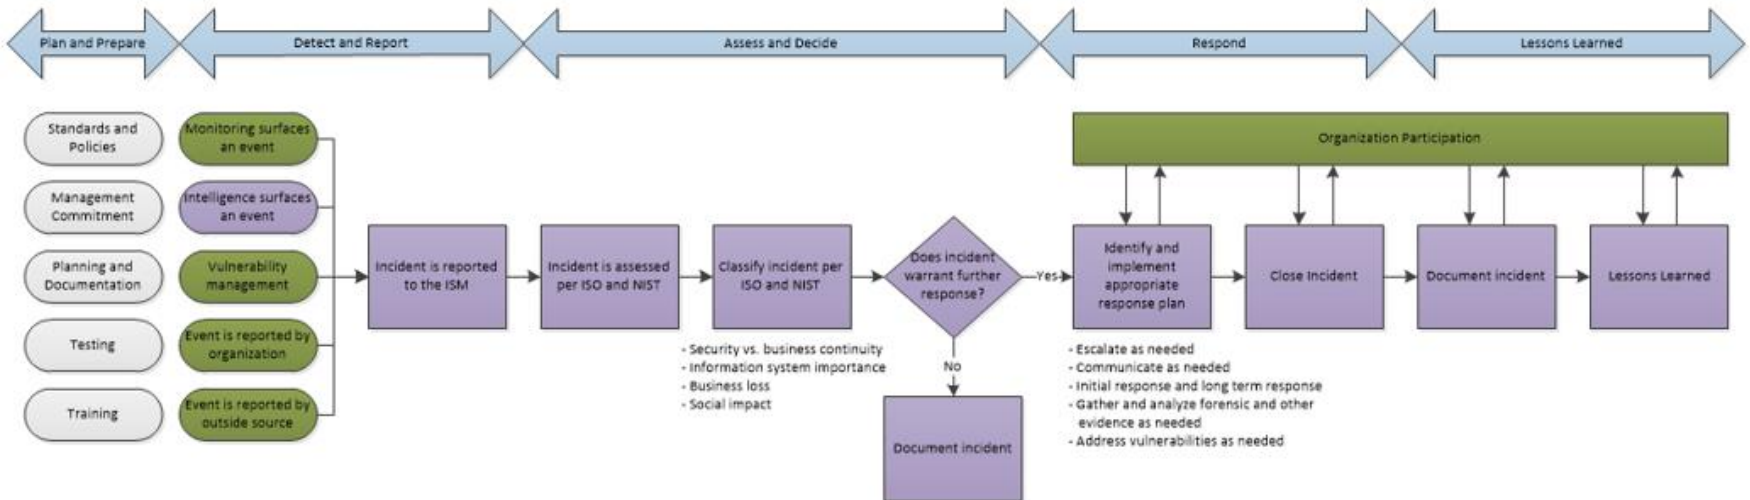 Plan and Prepare
Detect and Report
Assess and Decide
Respond
Lessons Learned
Standards and
Policies
Management
Commitment
Planning and
Documentation
Testing
Training
Monitoring surfaces
an event
Intelligence surfaces
an event
Vulnerability
management
Event is reported by
organization
Event is reported by
outside source
Incident is reported
to the ISM
Incident is assessed
per ISO and NIST
Classify incident per
ISO and NIST
- Security vs. business continuity
- Information system importance
- Business loss
- Social impact
Does incident
warrant further
response?
Yes
No
Document incident
Organization Participation
Identify and
implement
appropriate
response plan
- Escalate as needed
- Communicate as needed
- Initial response and long term response
- Gather and analyze forensic and other
evidence as needed
- Address vulnerabilities as needed
Close Incident
Document incident
Lessons Learned